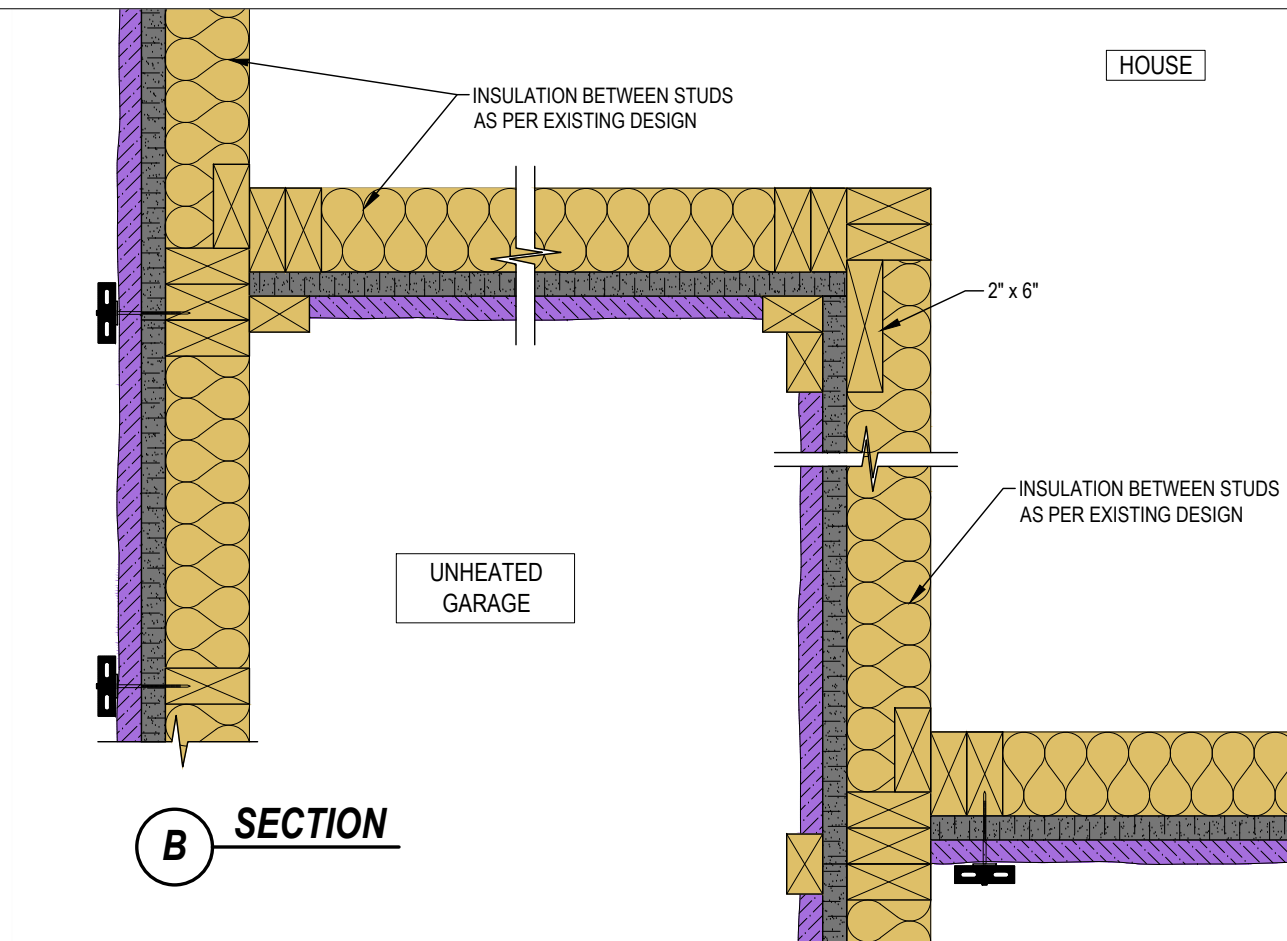 HOUSE
INSULATION BETWEEN STUDS
AS PER EXISTING DESIGN
2" x 6"
INSULATION BETWEEN STUDS
AS PER EXISTING DESIGN
UNHEATED
GARAGE
B SECTION